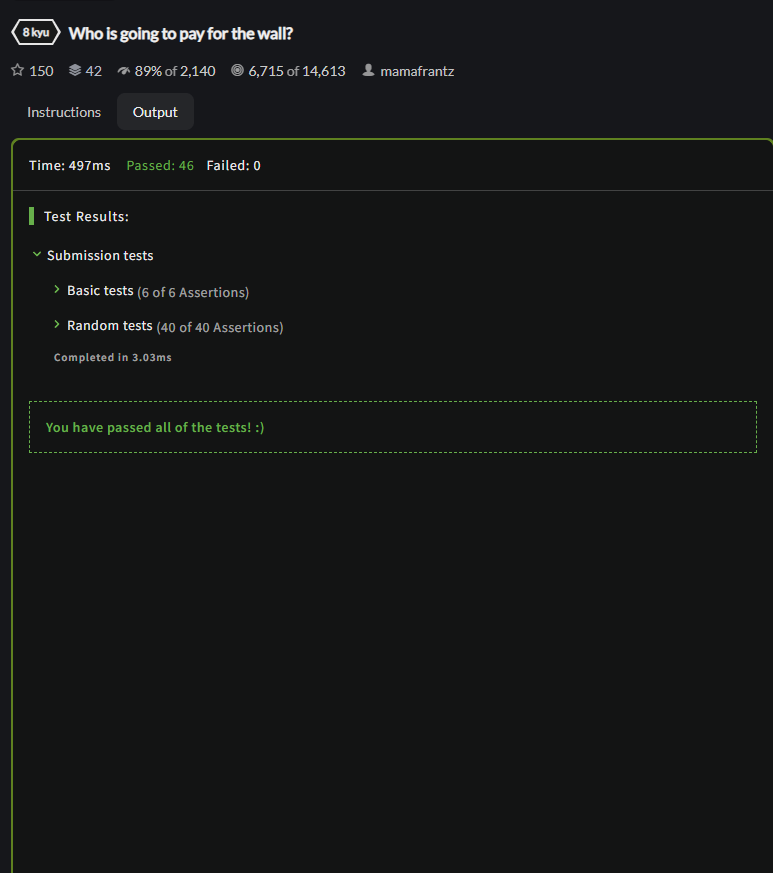 8 kyu Who is going to pay for the wall?
150 42 89% of 2,140 6,715 of 14,613 mamafrantz
Instructions Output
Time: 497ms Passed: 46 Failed: 0
Test Results:
Submission tests
Basic tests (6 of 6 Assertions)
Random tests (40 of 40 Assertions)
Completed in 3.03ms
You have passed all of the tests! :)